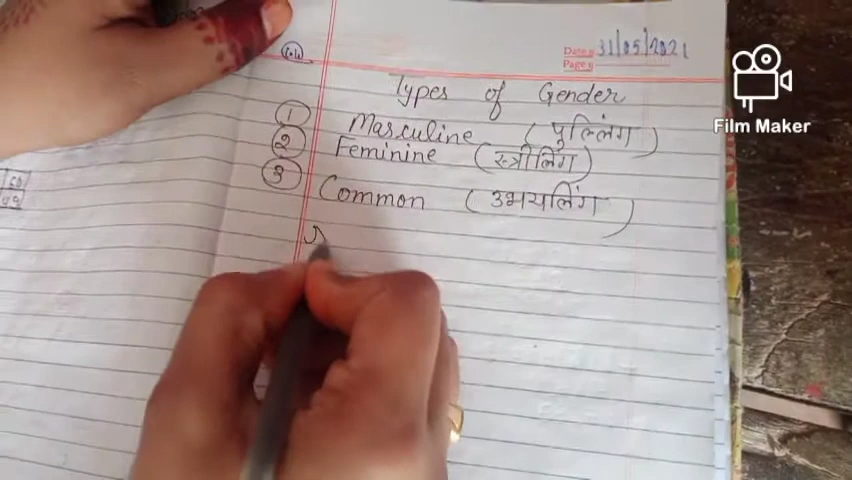 C.W
Date 31/05/2021
Page
Types of Gender
1 Masculine ( पुल्लिंग )
2 Feminine ( स्त्रीलिंग )
3 Common ( उभयलिंग )
Film Maker